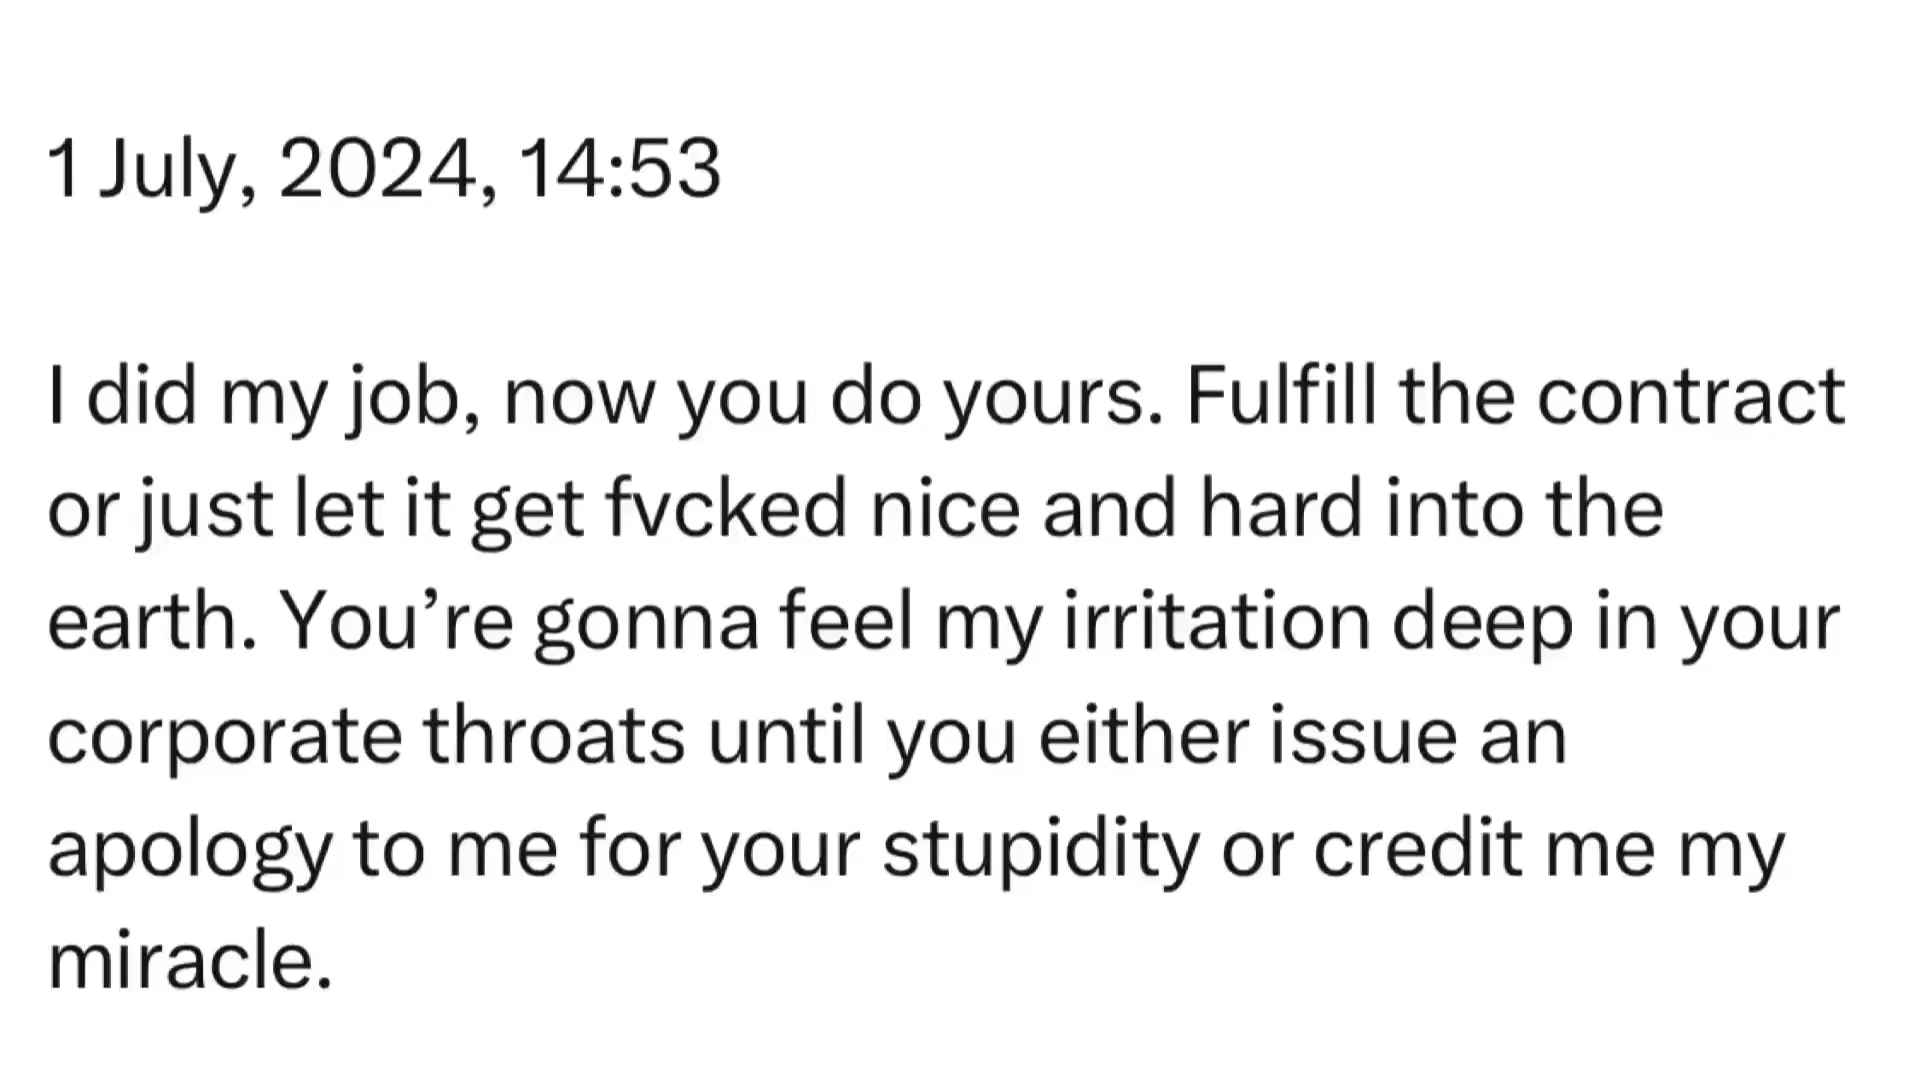 1 July, 2024, 14:53
I did my job, now you do yours. Fulfill the contract
or just let it get fvcked nice and hard into the
earth. You’re gonna feel my irritation deep in your
corporate throats until you either issue an
apology to me for your stupidity or credit me my
miracle.